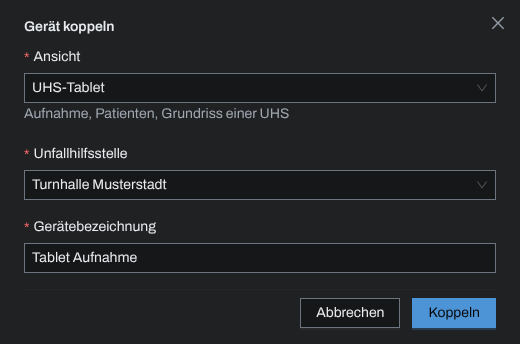 Gerät koppeln
* Ansicht
UHS-Tablet
Aufnahme, Patienten, Grundriss einer UHS
* Unfallhilfsstelle
Turnhalle Musterstadt
* Gerätebezeichnung
Tablet Aufnahme
Abbrechen
Koppeln